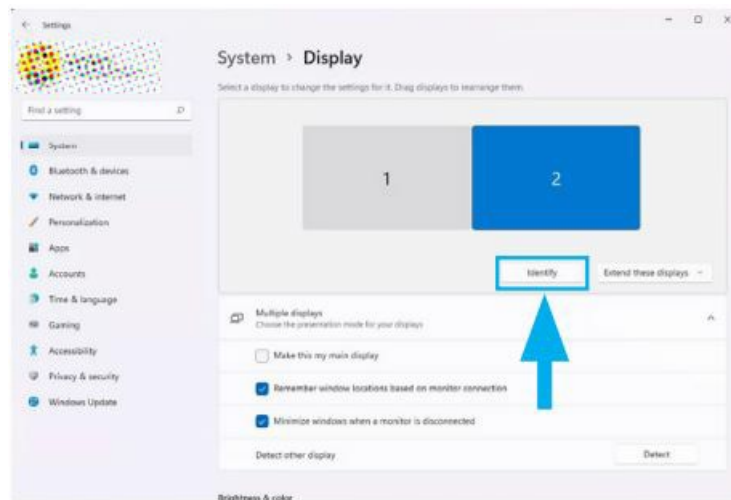 Settings
System > Display
Select a display to change the settings for it. Drag displays to rearrange them.
Find a setting
System
Bluetooth & devices
Network & internet
Personalization
Apps
Accounts
Time & language
Gaming
Accessibility
Privacy & security
Windows Update
1
2
Identify
Extend these displays
Multiple displays
Choose the presentation mode for your displays
Make this my main display
Remember window locations based on monitor connection
Minimize windows when a monitor is disconnected
Detect other display
Detect
Brightness & color